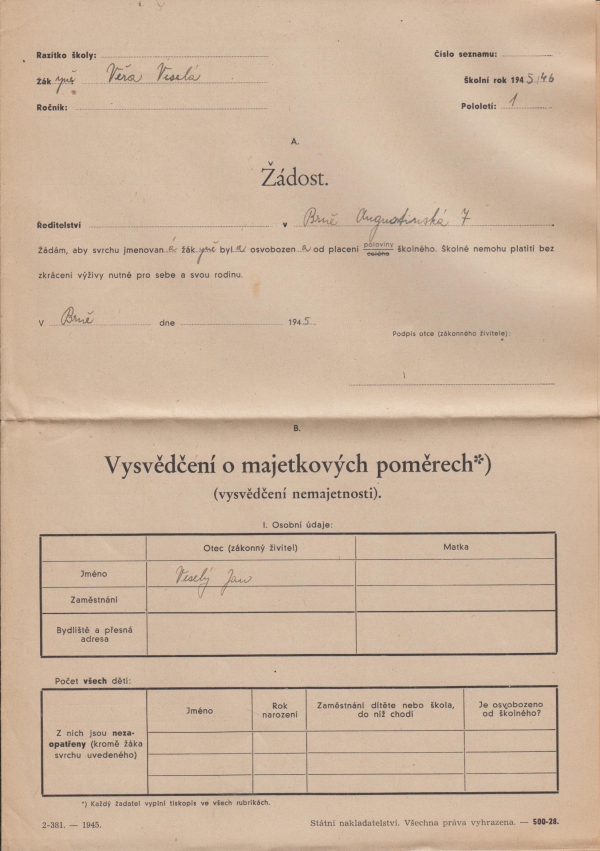 Razítko školy:
Číslo seznamu:
Žák yně Věra Veselá
Školní rok 1945/46
Ročník:
Pololetí: 1
A.
Žádost.
Ředitelství v Brně Augustinská 7
Žádám, aby svrchu jmenovan á žák yně byl a osvobozen a od placení poloviny celého školného. Školné nemohu platiti bez
zkrácení výživy nutné pro sebe a svou rodinu.
V Brně dne 1945.
Podpis otce (zákonného živitele):
B.
Vysvědčení o majetkových poměrech*)
(vysvědčení nemajetnosti).
I. Osobní údaje:
Otec (zákonný živitel) Matka
Jméno Veselý Jan
Zaměstnání
Bydliště a přesná
adresa
Počet všech dětí:
Z nich jsou neza-
opatřeny (kromě žáka
svrchu uvedeného)
Jméno
Rok
narození
Zaměstnání dítěte nebo škola,
do níž chodí
Je osvobozeno
od školného?
*) Každý žadatel vyplní tiskopis ve všech rubrikách.
2-381. — 1945.
Státní nakladatelství. Všechna práva vyhrazena. — 500-28.